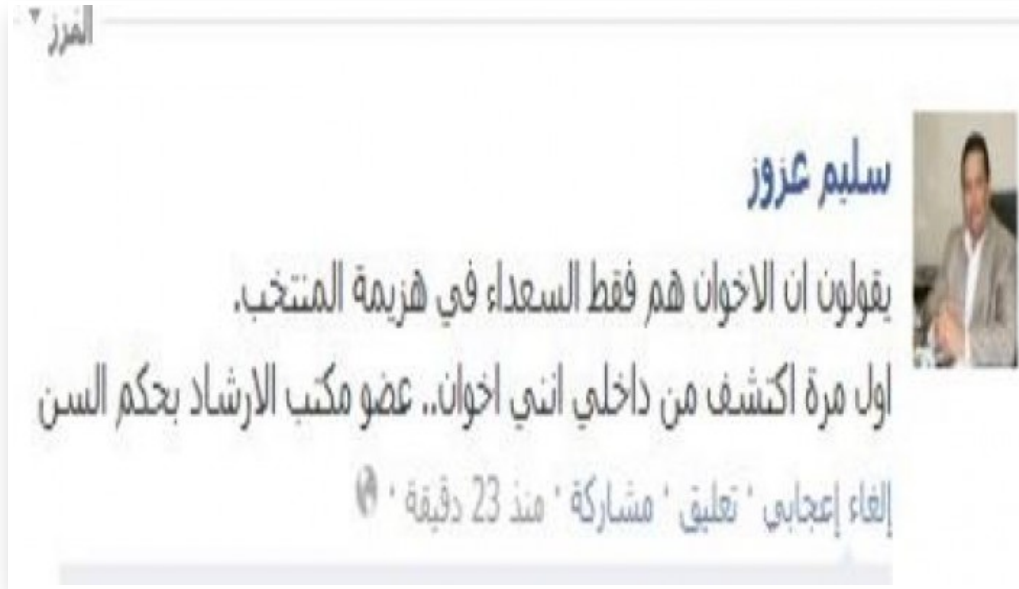 الفرز
سليم عزوز
يقولون ان الاخوان هم فقط السعداء في هزيمة المنتخب.
اول مرة اكتشف من داخلي انني اخوان.. عضو مكتب الارشاد بحكم السن
إلغاء إعجابي · تعليق · مشاركة · منذ 23 دقيقة ·